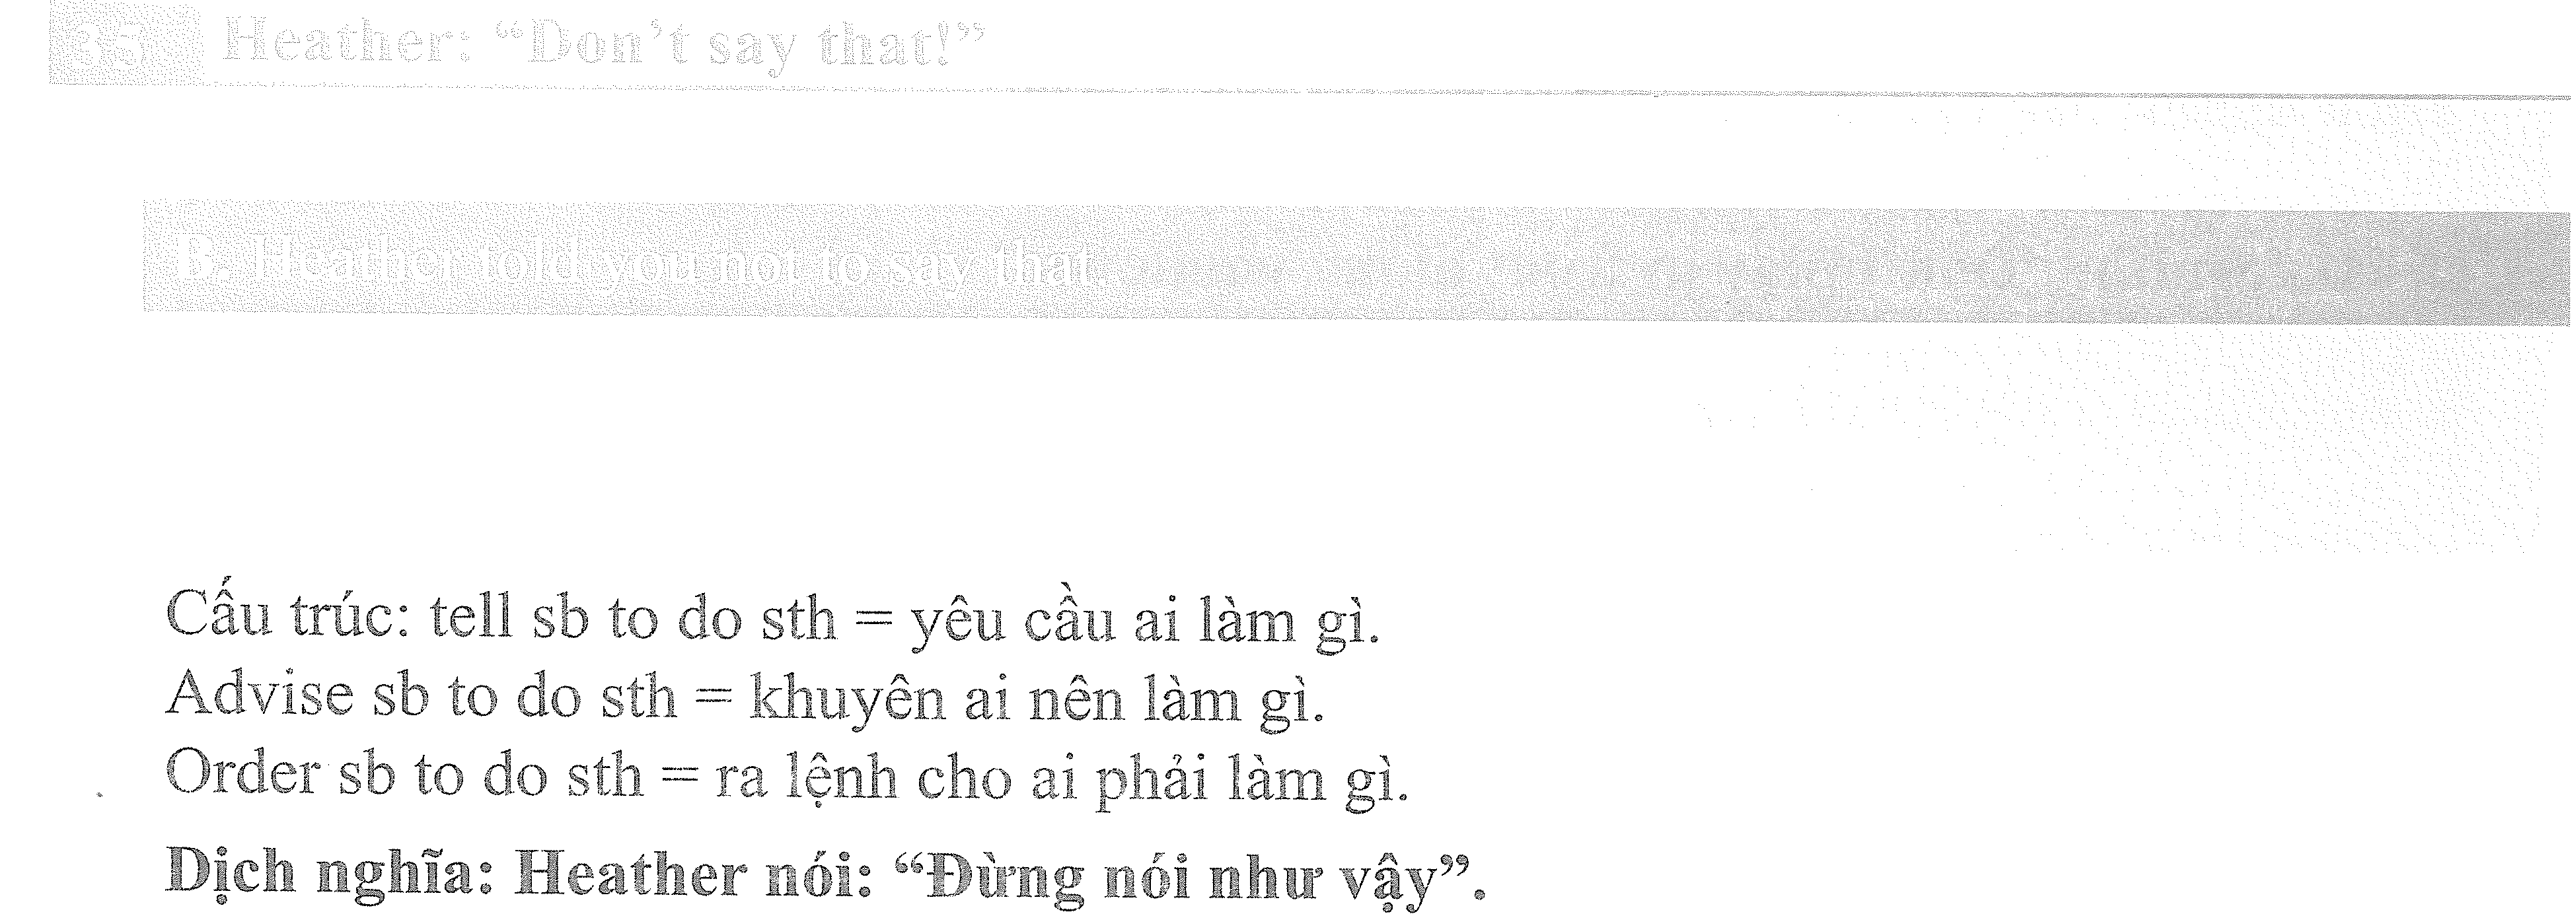 35 Heather: “Don’t say that!”
B. Heather told you not to say that.
Cấu trúc: tell sb to do sth = yêu cầu ai làm gì.
Advise sb to do sth = khuyên ai nên làm gì.
Order sb to do sth = ra lệnh cho ai phải làm gì.
Dịch nghĩa: Heather nói: “Đừng nói như vậy”.